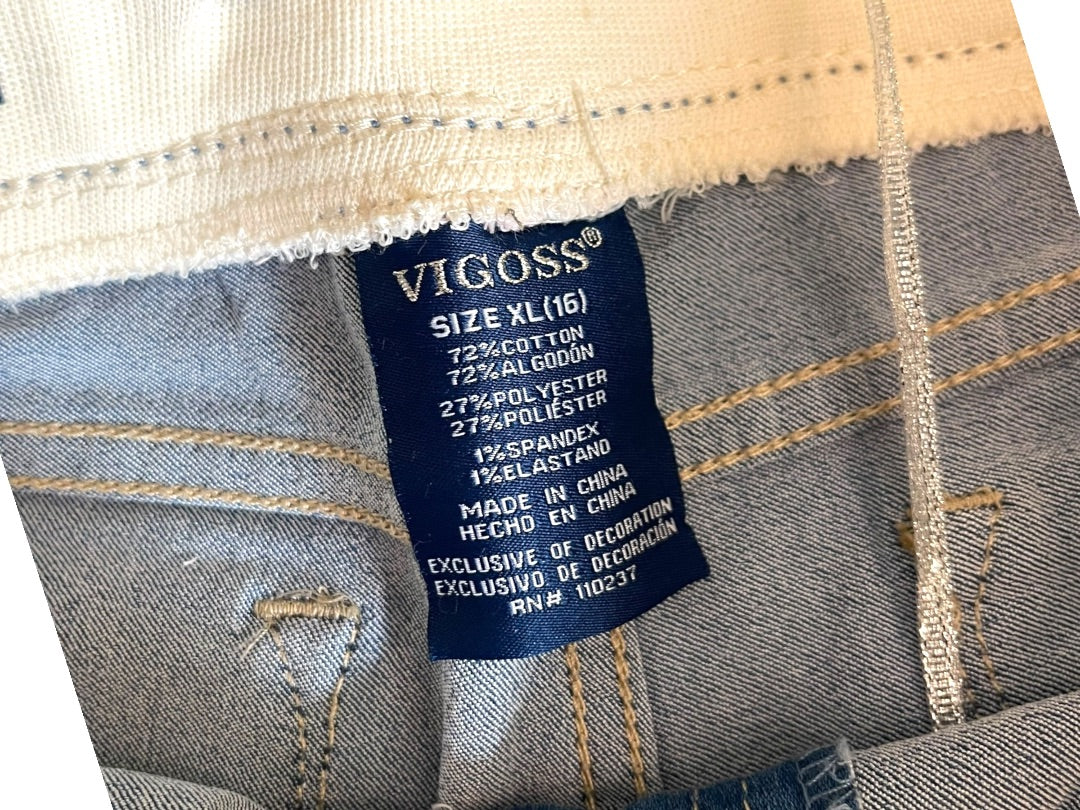 VIGOSS®
SIZE XL(16)
72%COTTON
72%ALGODÓN
27%POLYESTER
27%POLIÉSTER
1%SPANDEX
1%ELASTANO
MADE IN CHINA
HECHO EN CHINA
EXCLUSIVE OF DECORATION
EXCLUSIVO DE DECORACIÓN
RN# 110237